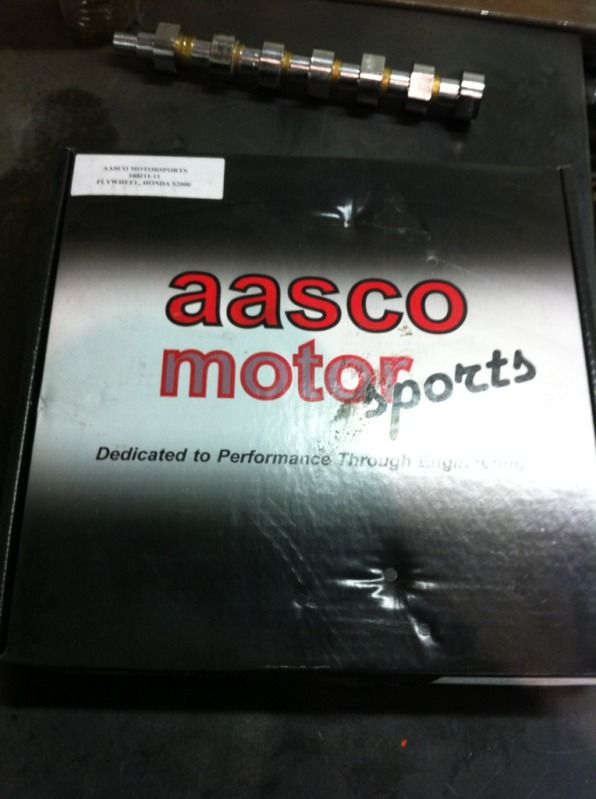 AASCO MOTORSPORTS
FLYWHEEL, HONDA S2000
aasco
motor
sports
Dedicated to Performance Through Engineering